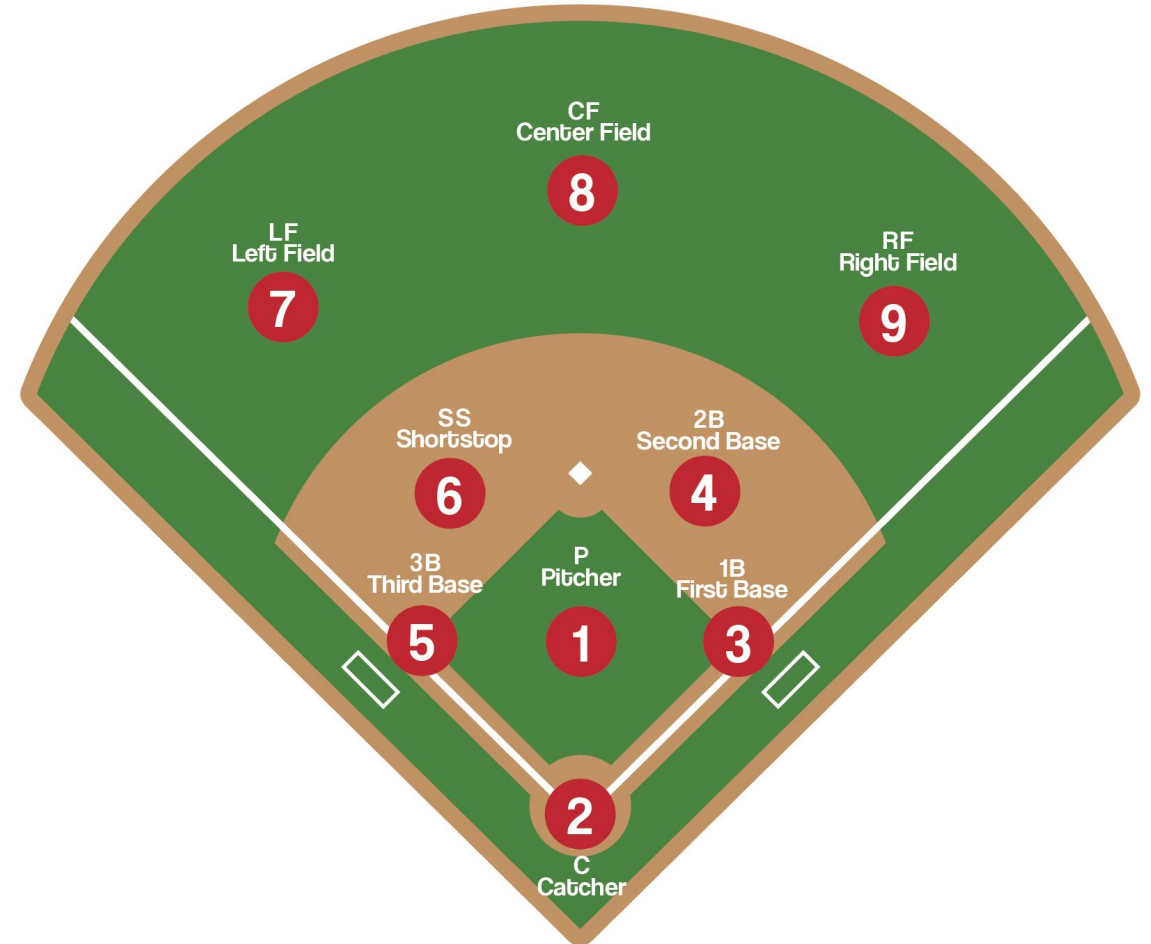 CF
Center Field
8
LF
Left Field
7
RF
Right Field
9
SS
Shortstop
6
2B
Second Base
4
3B
Third Base
5
P
Pitcher
1
1B
First Base
3
2
C
Catcher